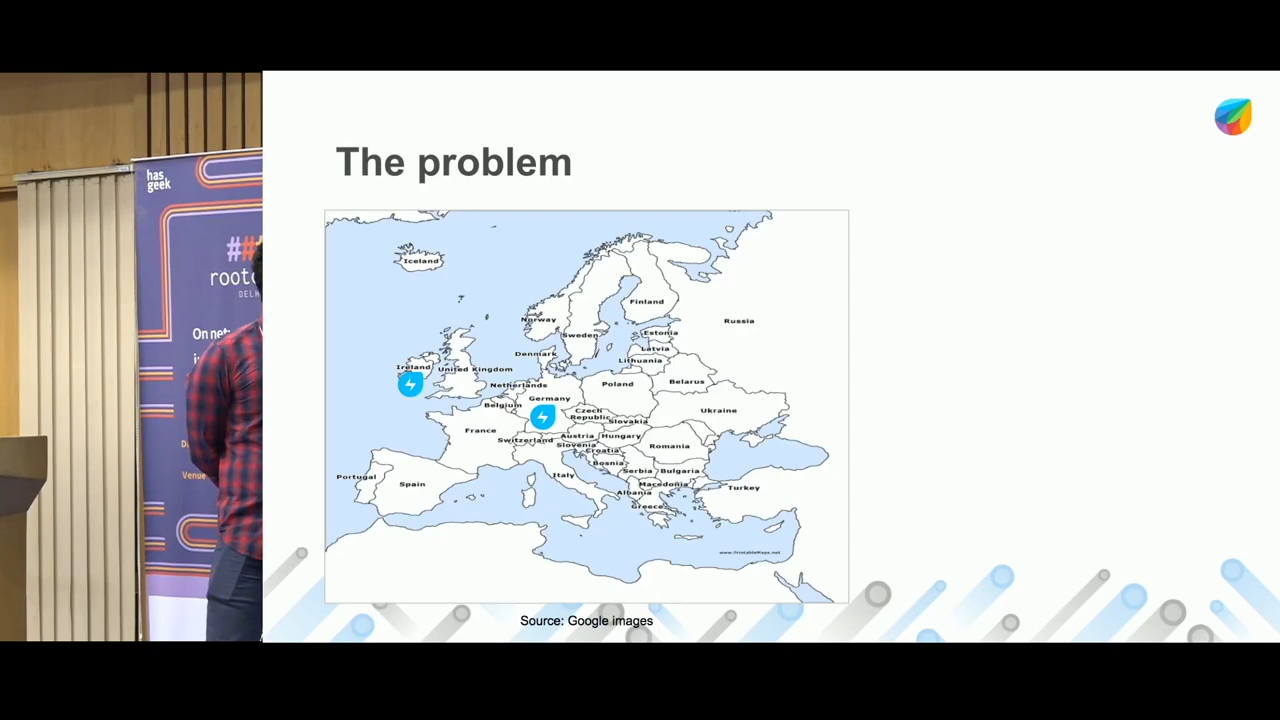 has
geek
##
root
DEL
On net
Venue
The problem
Iceland
Norway
Sweden
Finland
Russia
Estonia
Latvia
Lithuania
Denmark
Ireland
United Kingdom
Netherlands
Poland
Belarus
Germany
Belgium
Czech
Republic
Slovakia
Ukraine
France
Switzerland
Austria
Hungary
Slovenia
Croatia
Romania
Bosnia
Serbia
Bulgaria
Italy
Portugal
Spain
Macedonia
Albania
Turkey
Greece
www.PrintableMaps.net
Source: Google images